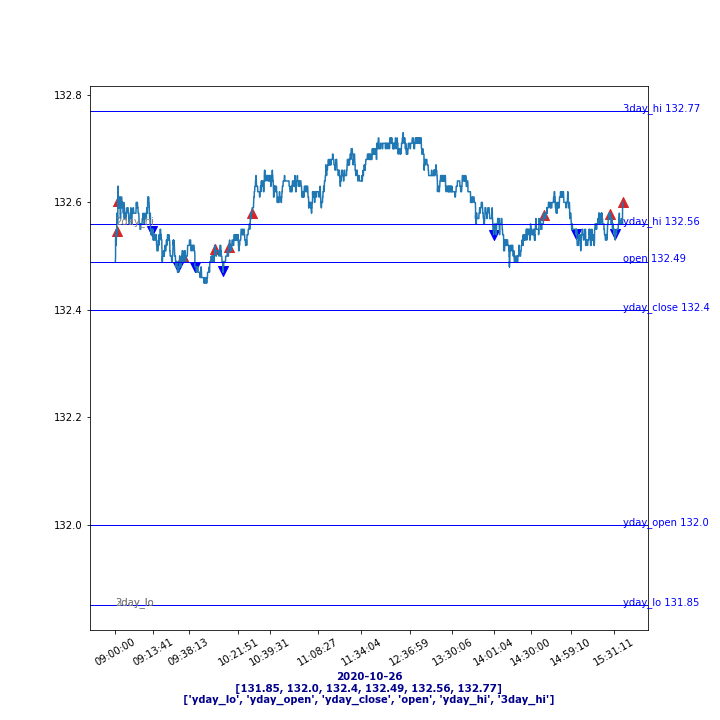 132.8
3day_hi 132.77
132.6
2day_hi
yday_hi 132.56
open 132.49
132.4
yday_close 132.4
132.2
132.0
yday_open 132.0
3day_lo
yday_lo 131.85
09:00:00
09:13:41
09:38:13
10:21:51
10:39:31
11:08:27
11:34:04
12:36:59
13:30:06
14:01:04
14:30:00
14:59:10
15:31:11
2020-10-26
[131.85, 132.0, 132.4, 132.49, 132.56, 132.77]
['yday_lo', 'yday_open', 'yday_close', 'open', 'yday_hi', '3day_hi']